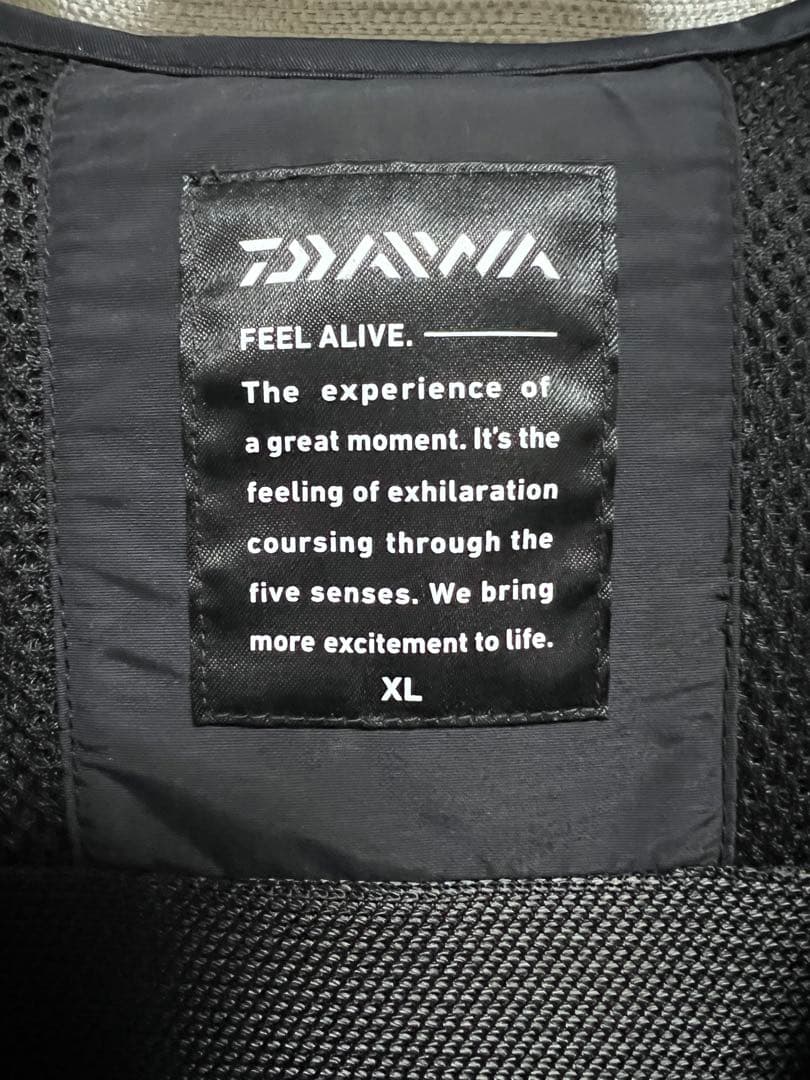 DAIWA
FEEL ALIVE.
The experience of
a great moment. It's the
feeling of exhilaration
coursing through the
five senses. We bring
more excitement to life.
XL